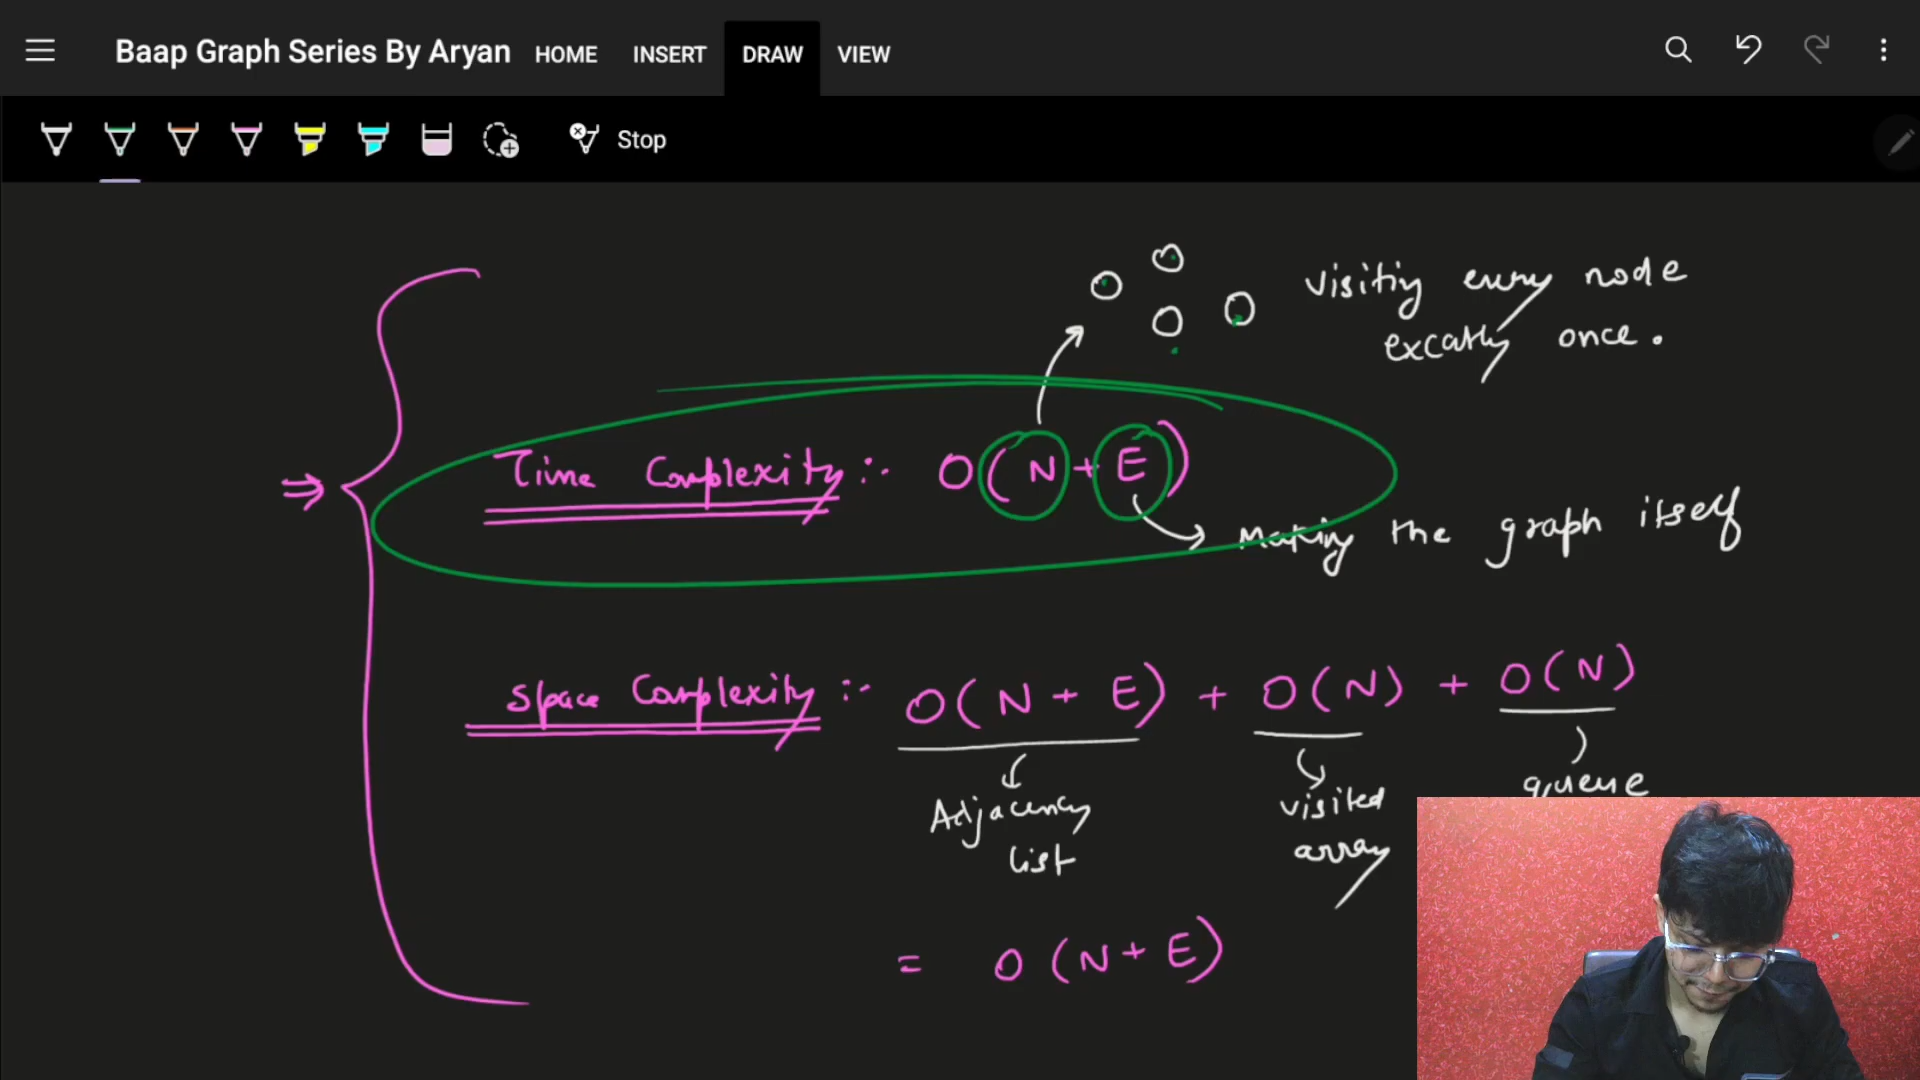 Baap Graph Series By Aryan HOME INSERT DRAW VIEW
Stop
visitiy every node
excatly once.
Time Complexity :- O(N+E)
Making the graph itself
Space Complexity :- O(N + E) + O(N) + O(N)
Adjacency list
visited array
queue
= O(N+E)